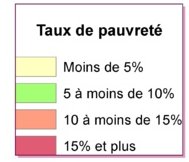 Taux de pauvreté
Moins de 5%
5 à moins de 10%
10 à moins de 15%
15% et plus